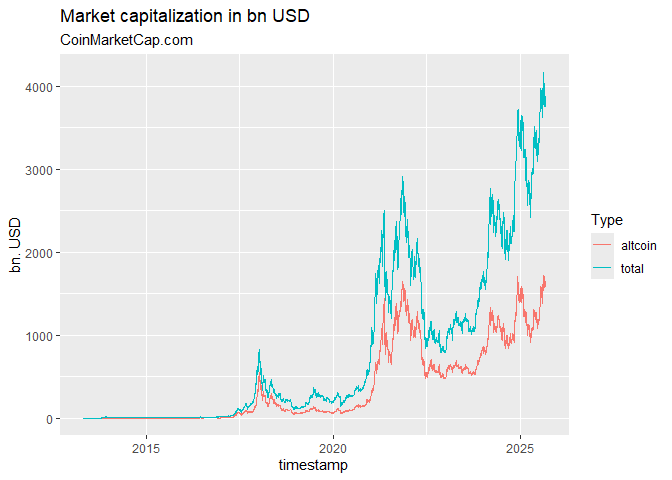 Market capitalization in bn USD
CoinMarketCap.com
4000
3000
2000
1000
0
bn. USD
2015
2020
2025
timestamp
Type
altcoin
total